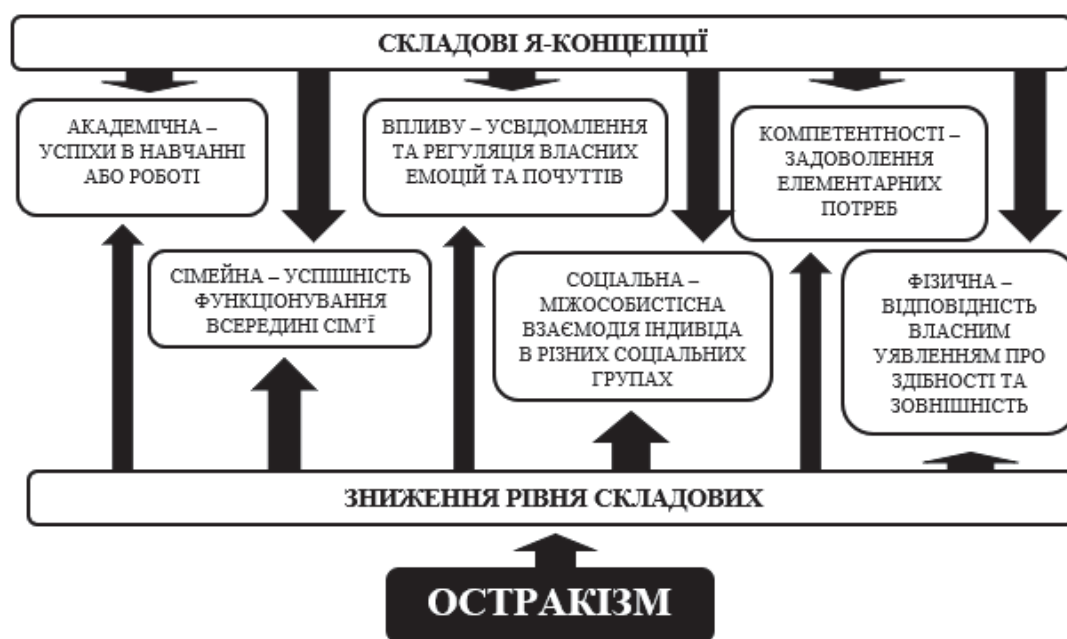 СКЛАДОВІ Я-КОНЦЕПЦІЇ
АКАДЕМІЧНА –
УСПІХИ В НАВЧАННІ
АБО РОБОТІ
ВПЛИВУ – УСВІДОМЛЕННЯ
ТА РЕГУЛЯЦІЯ ВЛАСНИХ
ЕМОЦІЙ ТА ПОЧУТТІВ
КОМПЕТЕНТНОСТІ –
ЗАДОВОЛЕННЯ
ЕЛЕМЕНТАРНИХ
ПОТРЕБ
СІМЕЙНА – УСПІШНІСТЬ
ФУНКЦІОНУВАННЯ
ВСЕРЕДИНІ СІМ’Ї
СОЦІАЛЬНА –
МІЖОСОБИСТІСНА
ВЗАЄМОДІЯ ІНДИВІДА
В РІЗНИХ СОЦІАЛЬНИХ
ГРУПАХ
ФІЗИЧНА –
ВІДПОВІДНІСТЬ
ВЛАСНИМ
УЯВЛЕННЯМ ПРО
ЗДІБНОСТІ ТА
ЗОВНІШНІСТЬ
ЗНИЖЕННЯ РІВНЯ СКЛАДОВИХ
ОСТРАКІЗМ